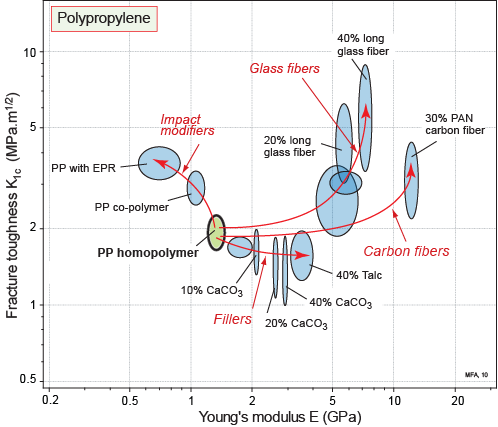 Polypropylene
Fracture toughness K1c (MPa.m1/2)
10
5
2
1
0.5
0.2
0.5
1
2
5
10
20
Young's modulus E (GPa)
40% long
glass fiber
Glass fibers
30% PAN
carbon fiber
Impact
modifiers
20% long
glass fiber
PP with EPR
PP co-polymer
PP homopolymer
Carbon fibers
10% CaCO3
40% Talc
40% CaCO3
Fillers
20% CaCO3
MFA, 10